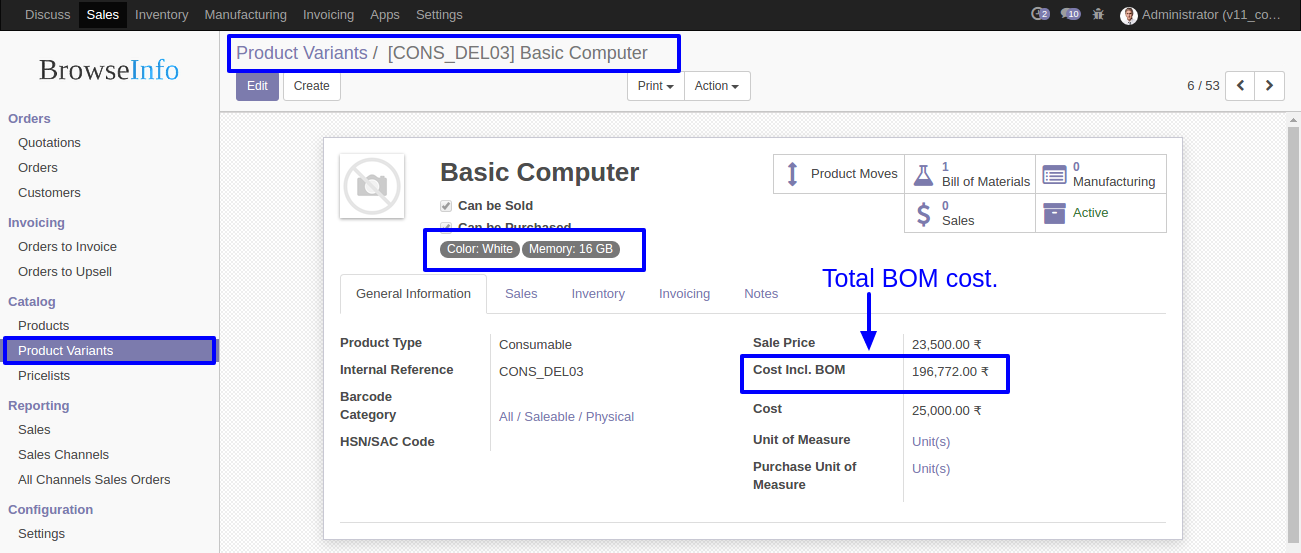 Discuss Sales Inventory Manufacturing Invoicing Apps Settings 2 10 Administrator (v11_co...
BrowseInfo
Product Variants / [CONS_DEL03] Basic Computer
Edit Create Print Action 6 / 53
Orders
Quotations
Orders
Customers
Invoicing
Orders to Invoice
Orders to Upsell
Catalog
Products
Product Variants
Pricelists
Reporting
Sales
Sales Channels
All Channels Sales Orders
Configuration
Settings
Basic Computer
Can be Sold
Can be Purchased
Color: White Memory: 16 GB
Product Moves
1
Bill of Materials
0
Manufacturing
0
Sales
Active
Total BOM cost.
General Information Sales Inventory Invoicing Notes
Product Type Consumable
Internal Reference CONS_DEL03
Barcode
Category All / Saleable / Physical
HSN/SAC Code
Sale Price 23,500.00 ₹
Cost Incl. BOM 196,772.00 ₹
Cost 25,000.00 ₹
Unit of Measure Unit(s)
Purchase Unit of Unit(s)
Measure